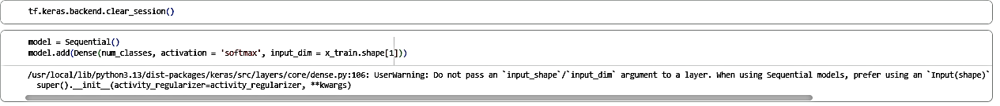 tf.keras.backend.clear_session()
model = Sequential()
model.add(Dense(num_classes, activation = 'softmax', input_dim = x_train.shape[1]))
/usr/local/lib/python3.13/dist-packages/keras/src/layers/core/dense.py:106: UserWarning: Do not pass an `input_shape`/`input_dim` argument to a layer. When using Sequential models, prefer using an `Input(shape)`
super().__init__(activity_regularizer=activity_regularizer, **kwargs)